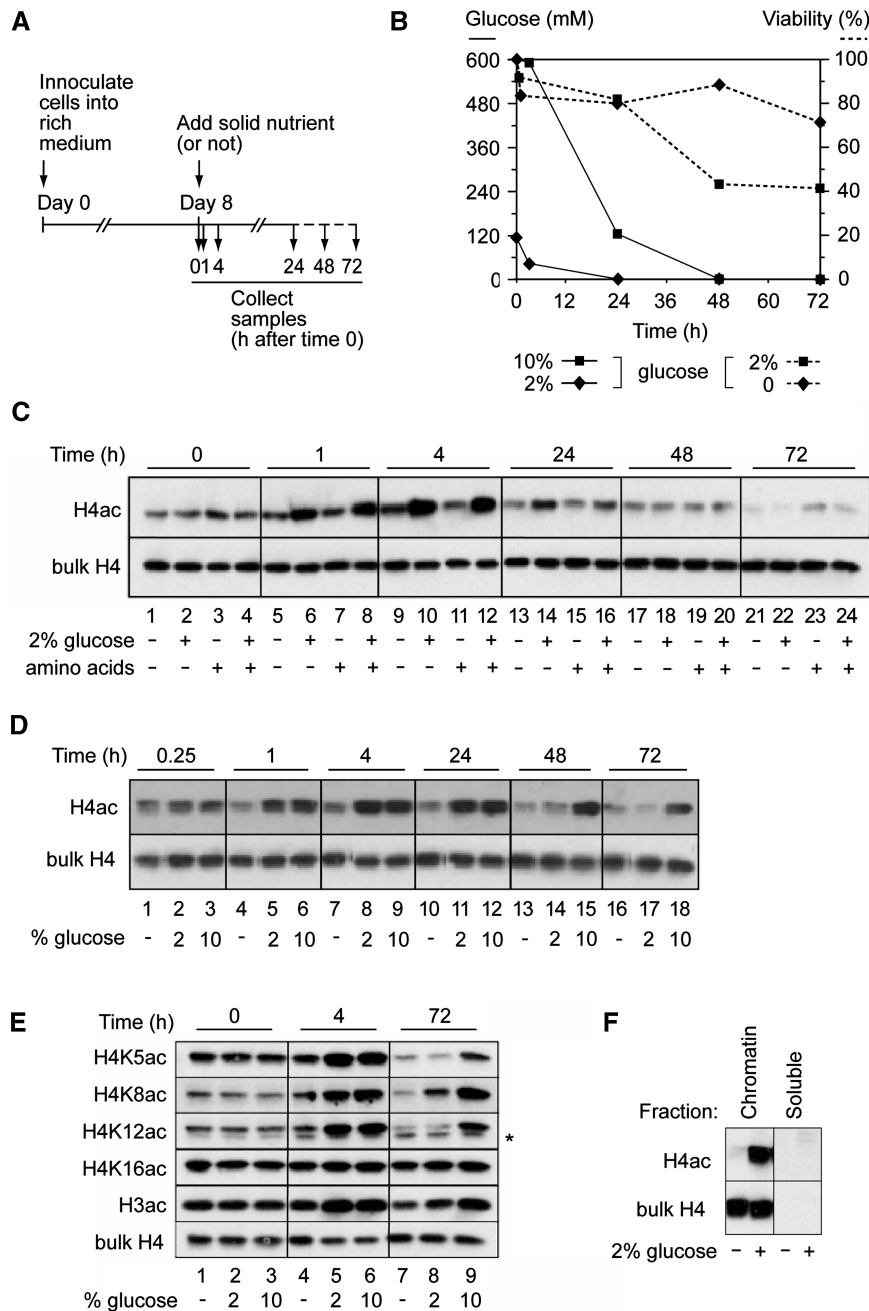 A
Innoculate
cells into
rich
medium
Add solid nutrient
(or not)
Day 0
Day 8
0 1 4 24 48 72
Collect
samples
(h after time 0)
B
Glucose (mM) Viability (%)
600 100
480 80
360 60
240 40
120 20
0 0
0 12 24 36 48 60 72
Time (h)
10% 2%
glucose
2% 0
C
Time (h) 0 1 4 24 48 72
H4ac
bulk H4
1 2 3 4 5 6 7 8 9 10 11 12 13 14 15 16 17 18 19 20 21 22 23 24
2% glucose − + − + − + − + − + − + − + − + − + − + − + − +
amino acids − − + + − − + + − − + + − − + + − − + + − − + +
D
Time (h) 0.25 1 4 24 48 72
H4ac
bulk H4
1 2 3 4 5 6 7 8 9 10 11 12 13 14 15 16 17 18
% glucose - 2 10 - 2 10 - 2 10 - 2 10 - 2 10 - 2 10
E
Time (h) 0 4 72
H4K5ac
H4K8ac
H4K12ac *
H4K16ac
H3ac
bulk H4
1 2 3 4 5 6 7 8 9
% glucose - 2 10 - 2 10 - 2 10
F
Fraction: Chromatin Soluble
H4ac
bulk H4
2% glucose − + − +